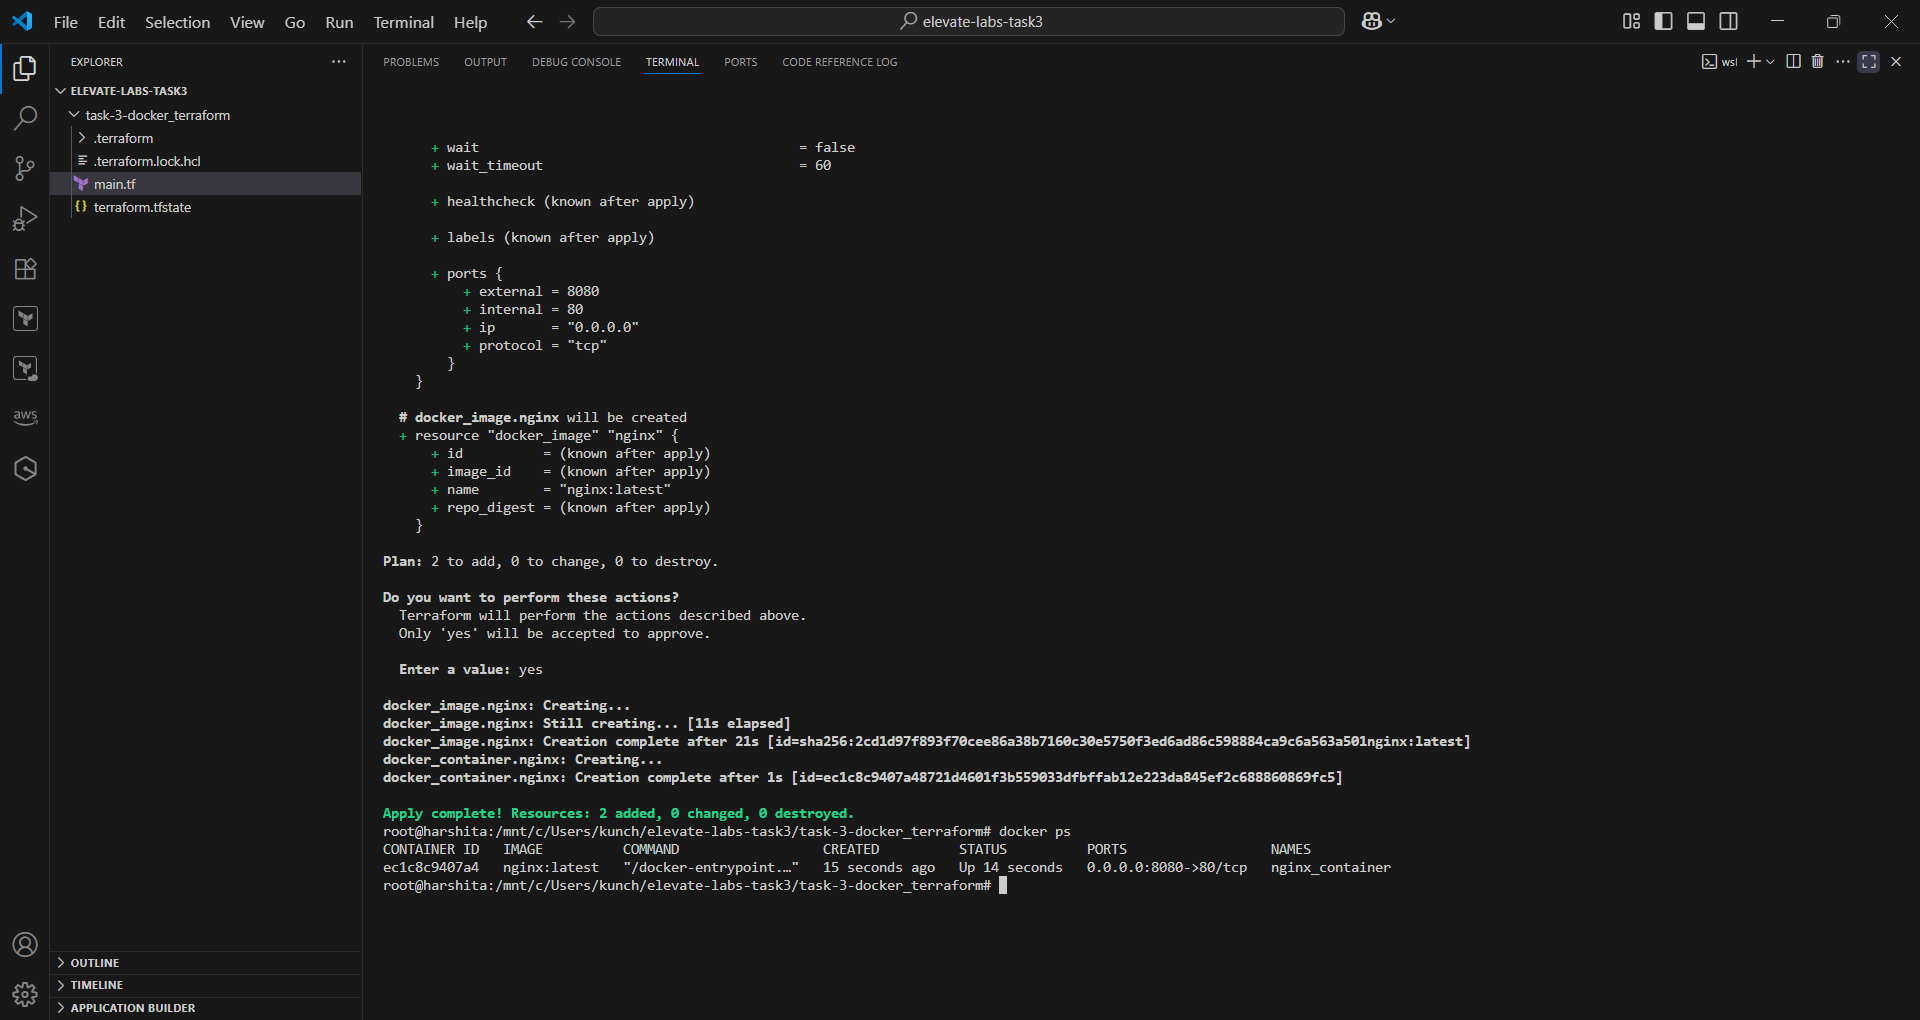 File Edit Selection View Go Run Terminal Help
elevate-labs-task3
EXPLORER
ELEVATE-LABS-TASK3
task-3-docker_terraform
.terraform
.terraform.lock.hcl
main.tf
terraform.tfstate
aws
OUTLINE
TIMELINE
APPLICATION BUILDER
PROBLEMS OUTPUT DEBUG CONSOLE TERMINAL PORTS CODE REFERENCE LOG
wsl
+ wait = false
+ wait_timeout = 60
+ healthcheck (known after apply)
+ labels (known after apply)
+ ports {
+ external = 8080
+ internal = 80
+ ip = "0.0.0.0"
+ protocol = "tcp"
}
}
# docker_image.nginx will be created
+ resource "docker_image" "nginx" {
+ id = (known after apply)
+ image_id = (known after apply)
+ name = "nginx:latest"
+ repo_digest = (known after apply)
}
Plan: 2 to add, 0 to change, 0 to destroy.
Do you want to perform these actions?
Terraform will perform the actions described above.
Only 'yes' will be accepted to approve.
Enter a value: yes
docker_image.nginx: Creating...
docker_image.nginx: Still creating... [11s elapsed]
docker_image.nginx: Creation complete after 21s [id=sha256:2cd1d97f893f70cee86a38b7160c30e5750f3ed6ad86c598884ca9c6a563a501nginx:latest]
docker_container.nginx: Creating...
docker_container.nginx: Creation complete after 1s [id=ec1c8c9407a48721d4601f3b559033dfbffab12e223da845ef2c688860869fc5]
Apply complete! Resources: 2 added, 0 changed, 0 destroyed.
root@harshita:/mnt/c/Users/kunch/elevate-labs-task3/task-3-docker_terraform# docker ps
CONTAINER ID IMAGE COMMAND CREATED STATUS PORTS NAMES
ec1c8c9407a4 nginx:latest "/docker-entrypoint.…" 15 seconds ago Up 14 seconds 0.0.0.0:8080->80/tcp nginx_container
root@harshita:/mnt/c/Users/kunch/elevate-labs-task3/task-3-docker_terraform#